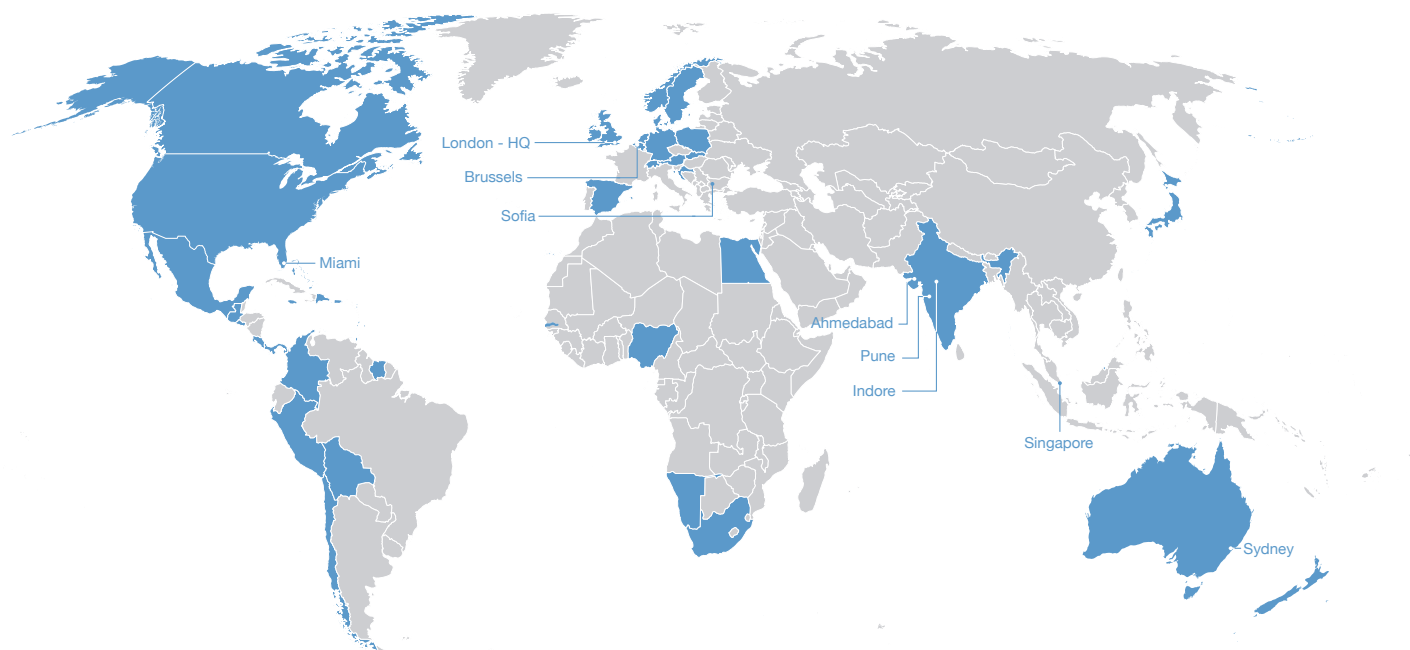 London - HQ
Brussels
Sofia
Miami
Ahmedabad
Pune
Indore
Singapore
Sydney